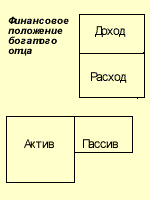 Финансовое
положение
богатого
отца
Доход
Расход
Актив
Пассив